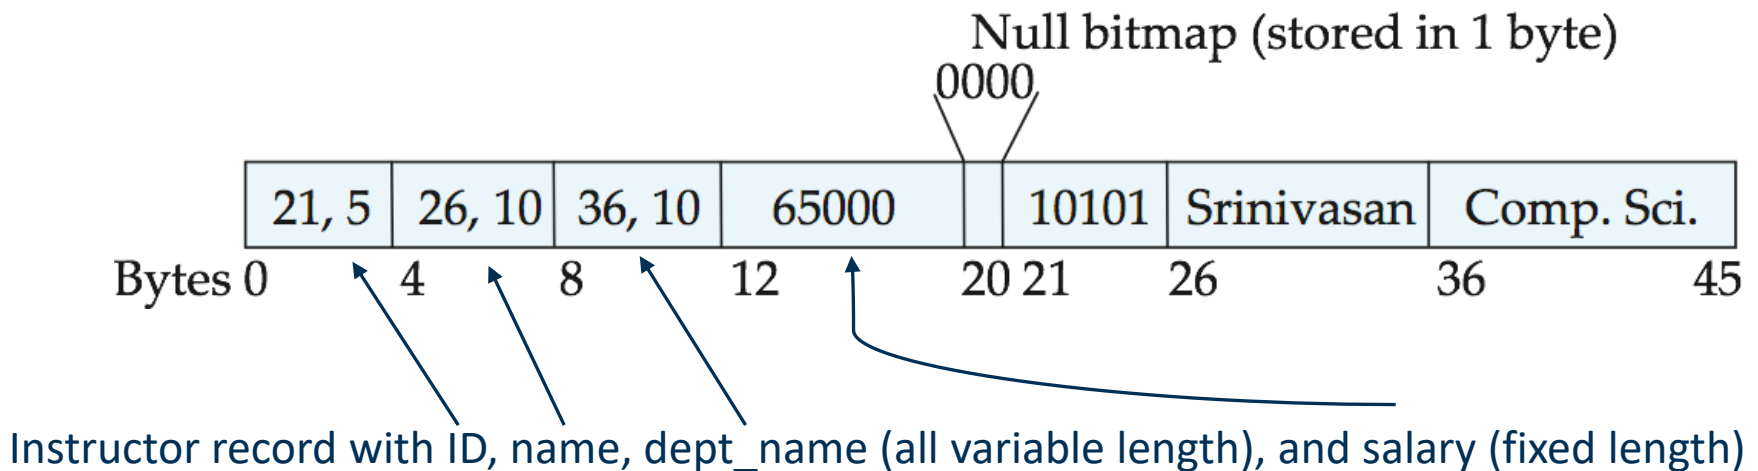 Null bitmap (stored in 1 byte)
0000
21, 5 26, 10 36, 10 65000 10101 Srinivasan Comp. Sci.
Bytes 0 4 8 12 20 21 26 36 45
Instructor record with ID, name, dept_name (all variable length), and salary (fixed length)